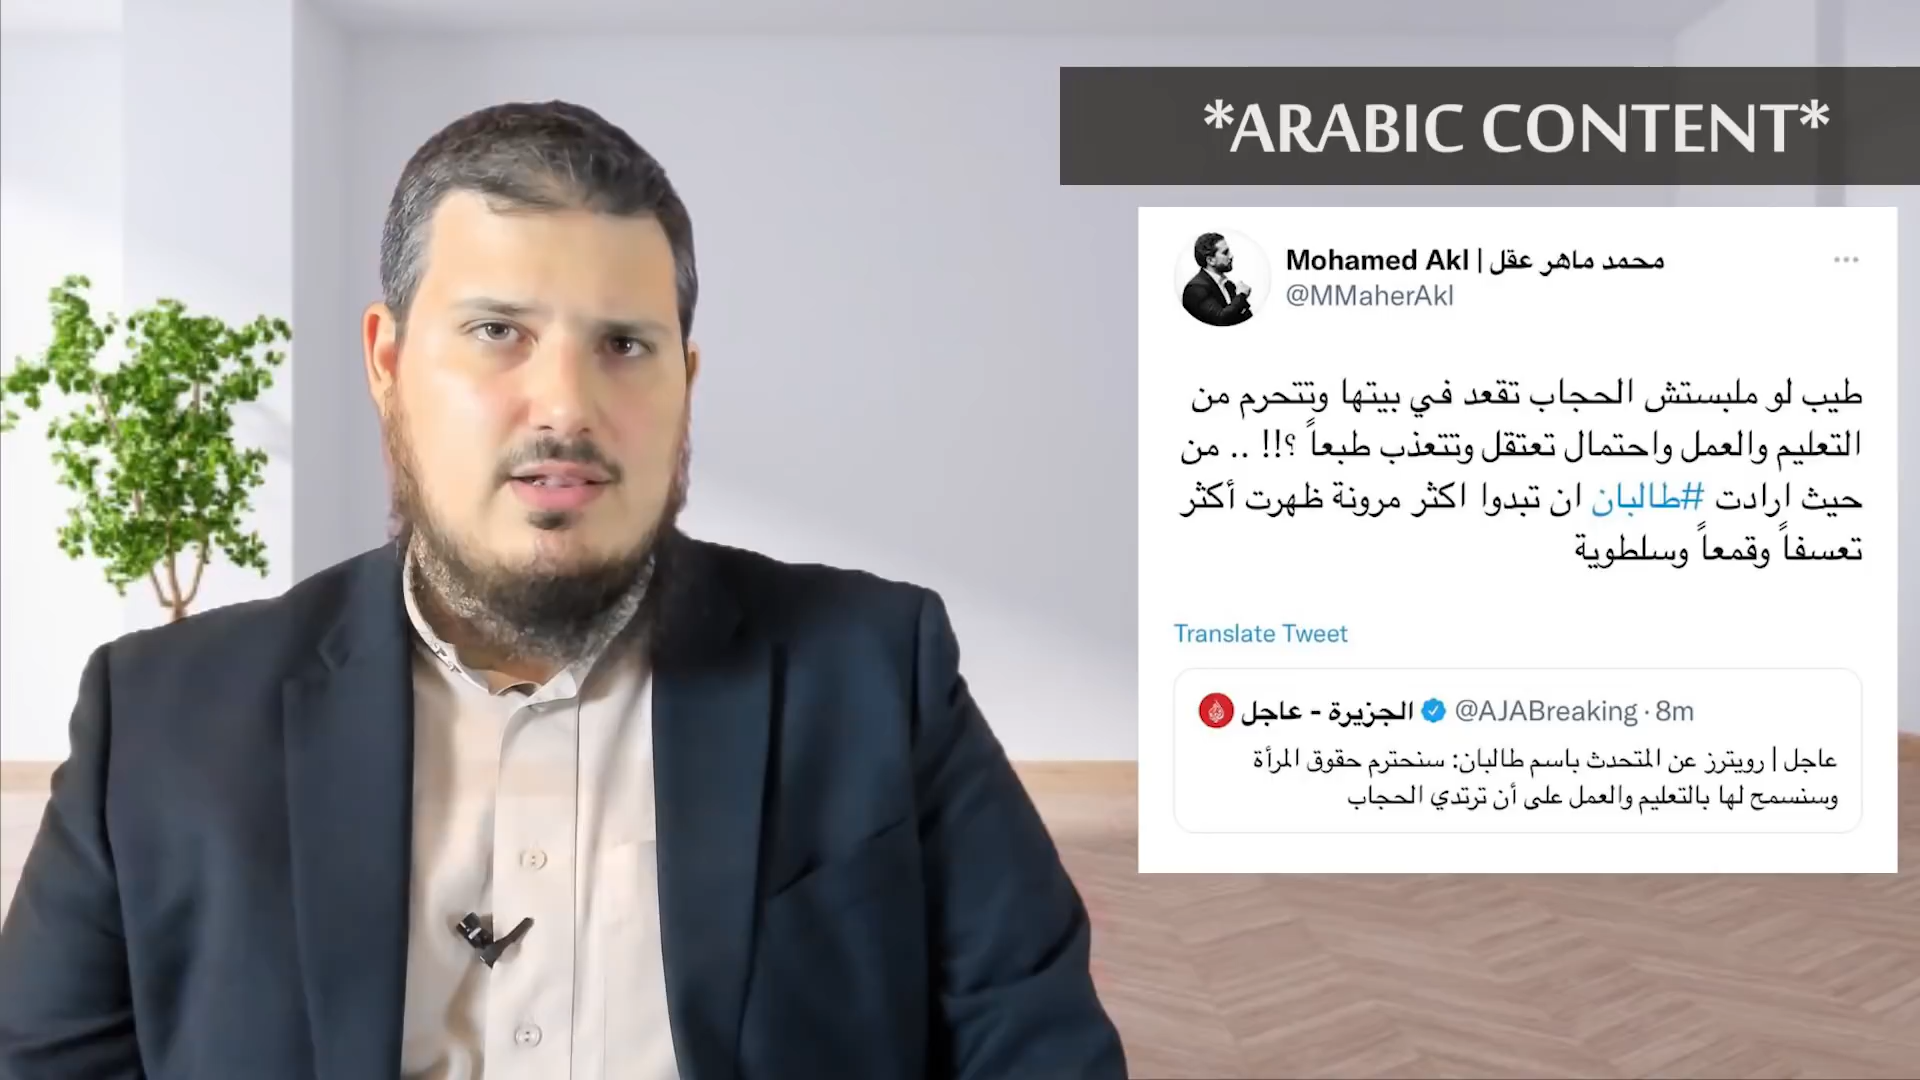 *ARABIC CONTENT*
Mohamed Akl | محمد ماهر عقل
@MMaherAkl
طيب لو ملبستش الحجاب تقعد في بيتها وتتحرم من
التعليم والعمل واحتمال تعتقل وتتعذب طبعاً ؟!! .. من
حيث ارادت #طالبان ان تبدوا اكثر مرونة ظهرت أكثر
تعسفاً وقمعاً وسلطوية
Translate Tweet
الجزيرة - عاجل @AJABreaking · 8m
عاجل | رويترز عن المتحدث باسم طالبان: سنحترم حقوق المرأة
وسنسمح لها بالتعليم والعمل على أن ترتدي الحجاب